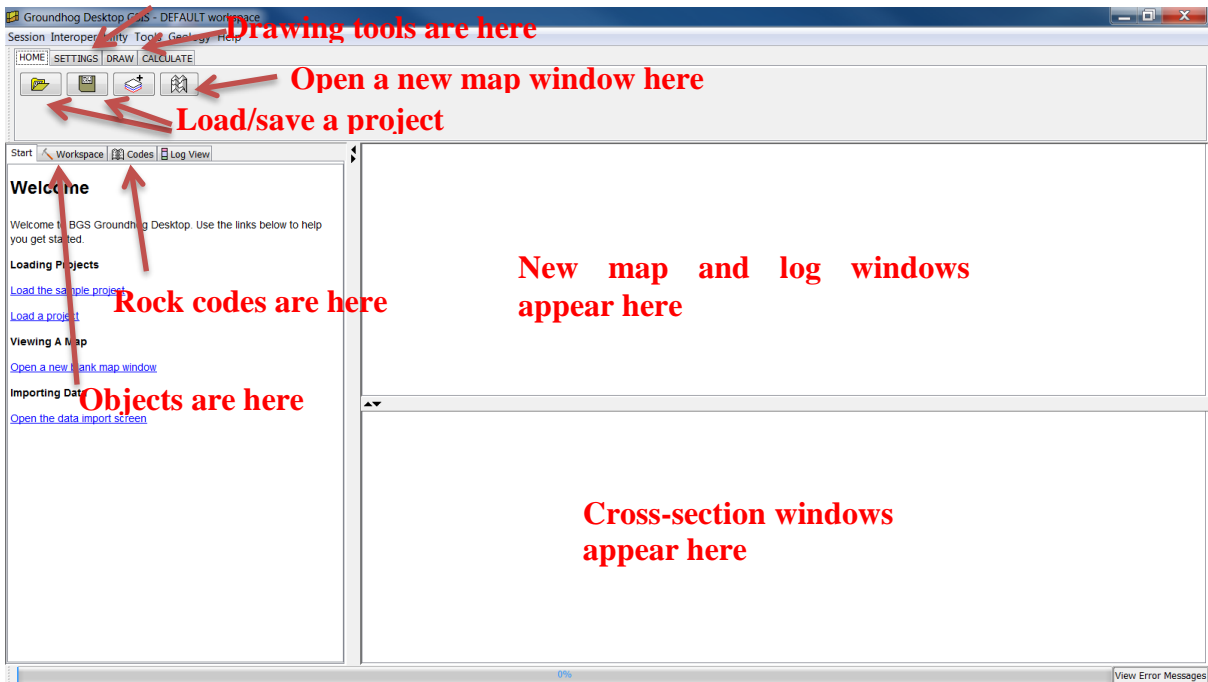 Groundhog Desktop GSIS - DEFAULT workspace
Session Interoperability Tools Geology Help
Drawing tools are here
HOME SETTINGS DRAW CALCULATE
Open a new map window here
Load/save a project
Start Workspace Codes Log View
Welcome
Welcome to BGS Groundhog Desktop. Use the links below to help
you get started.
Loading Projects
Load the sample project
Rock codes are here
Load a project
Viewing A Map
Open a new blank map window
Importing Data
Objects are here
Open the data import screen
New map and log windows
appear here
Cross-section windows
appear here
0%
View Error Messages